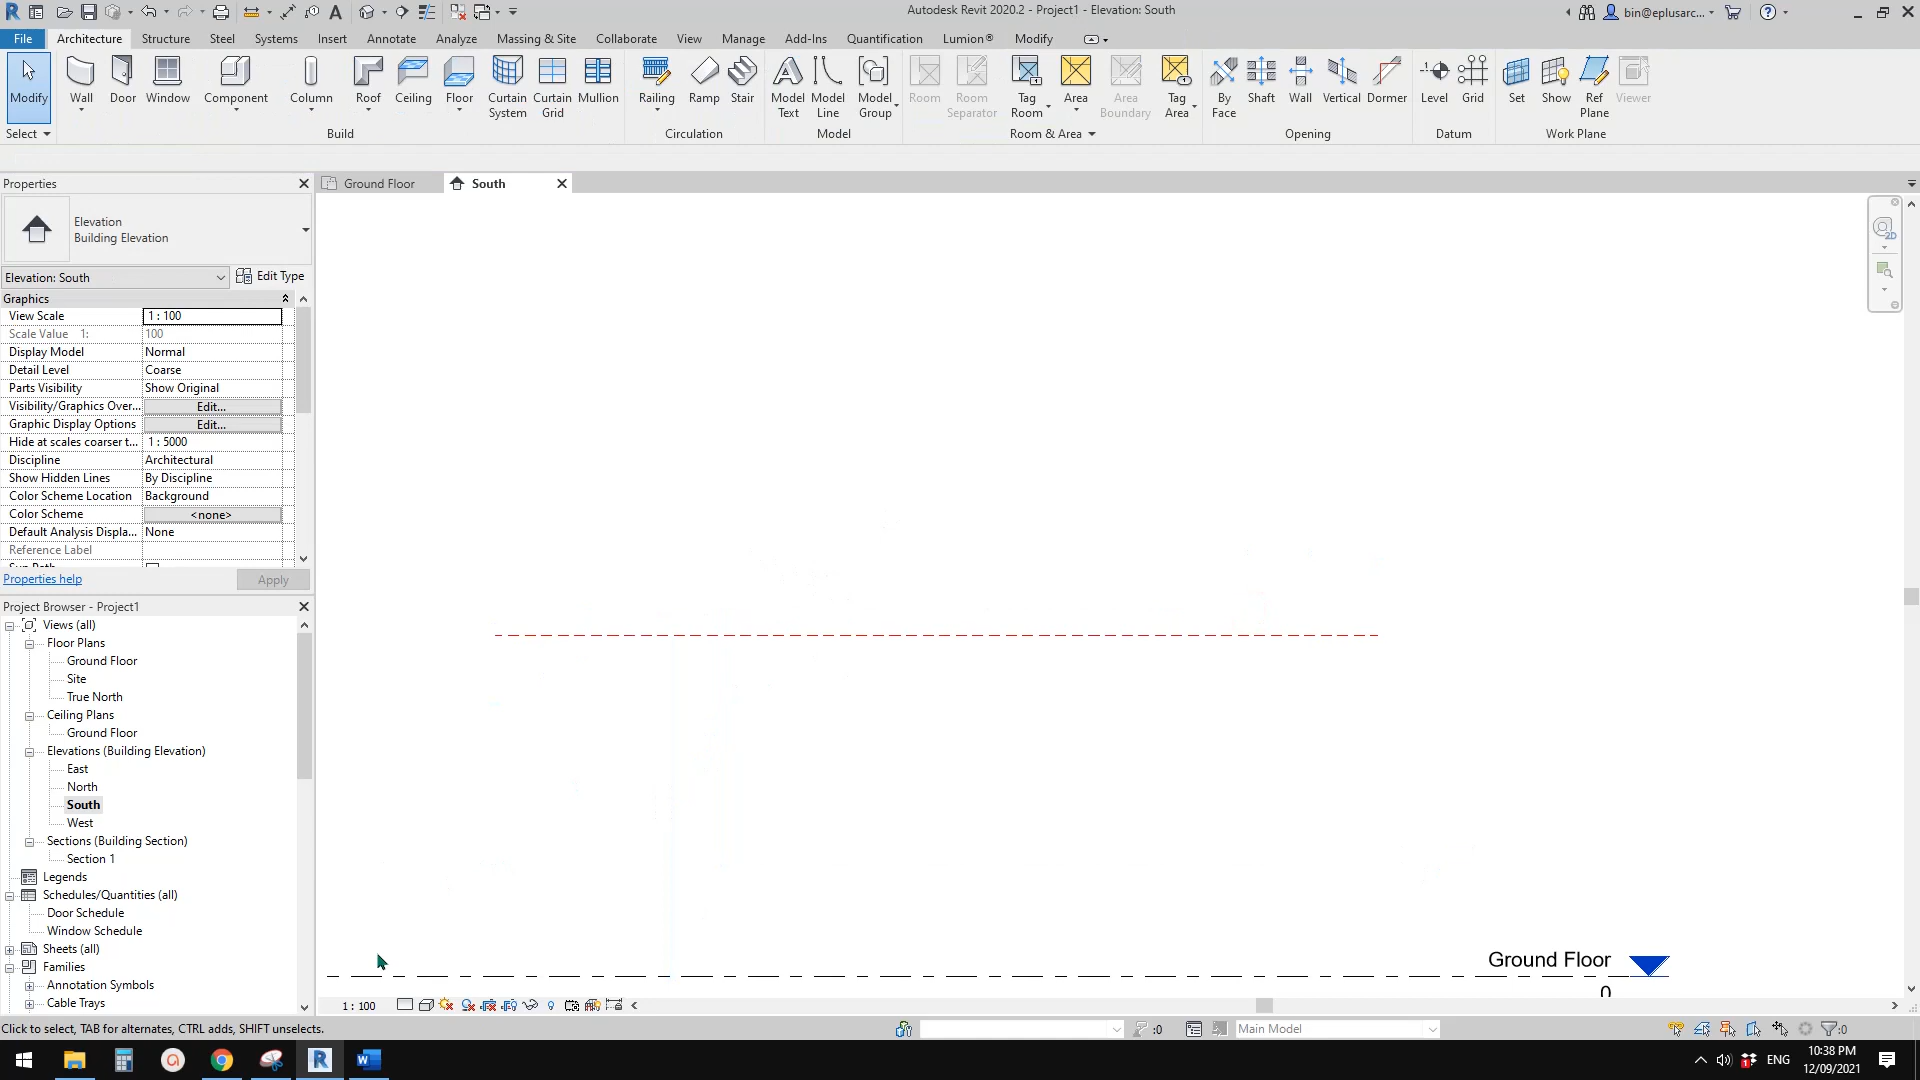 Autodesk Revit 2020.2 - Project1 - Elevation: South
bin@eplusarc...
File
Architecture
Structure
Steel
Systems
Insert
Annotate
Analyze
Massing & Site
Collaborate
View
Manage
Add-Ins
Quantification
Lumion®
Modify
Modify
Wall
Door
Window
Component
Column
Roof
Ceiling
Floor
Curtain System
Curtain Grid
Mullion
Railing
Ramp
Stair
Model Text
Model Line
Model Group
Room
Room Separator
Tag Room
Area
Area Boundary
Tag Area
By Face
Shaft
Wall
Vertical
Dormer
Level
Grid
Set
Show
Ref Plane
Viewer
Select
Build
Circulation
Model
Room & Area
Opening
Datum
Work Plane
Properties
Ground Floor
South
Elevation
Building Elevation
Elevation: South
Edit Type
Graphics
View Scale 1 : 100
Scale Value 1: 100
Display Model Normal
Detail Level Coarse
Parts Visibility Show Original
Visibility/Graphics Over... Edit...
Graphic Display Options Edit...
Hide at scales coarser t... 1 : 5000
Discipline Architectural
Show Hidden Lines By Discipline
Color Scheme Location Background
Color Scheme <none>
Default Analysis Displa... None
Reference Label
Properties help
Apply
Project Browser - Project1
Views (all)
Floor Plans
Ground Floor
Site
True North
Ceiling Plans
Ground Floor
Elevations (Building Elevation)
East
North
South
West
Sections (Building Section)
Section 1
Legends
Schedules/Quantities (all)
Door Schedule
Window Schedule
Sheets (all)
Families
Annotation Symbols
Cable Trays
Ground Floor
0
2D
1 : 100
Click to select, TAB for alternates, CTRL adds, SHIFT unselects.
:0
Main Model
:0
ENG
10:38 PM
12/09/2021